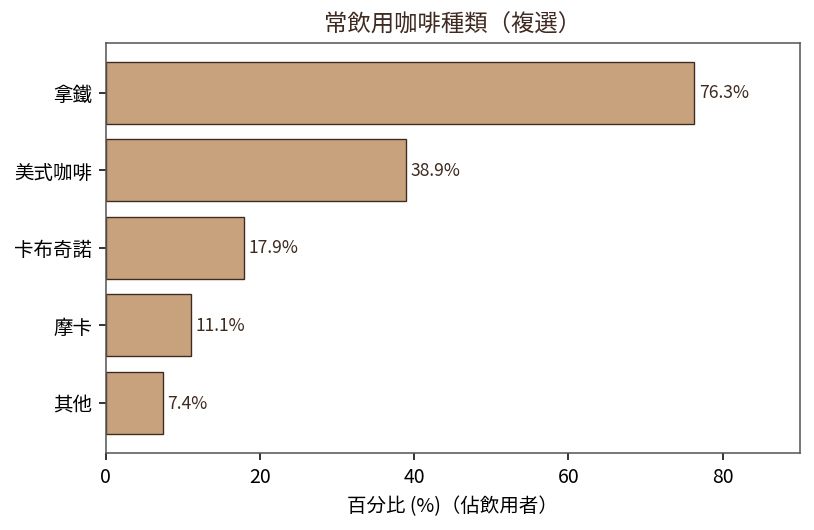 常飲用咖啡種類（複選）
拿鐵
76.3%
美式咖啡
38.9%
卡布奇諾
17.9%
摩卡
11.1%
其他
7.4%
0 20 40 60 80
百分比 (%)（佔飲用者）